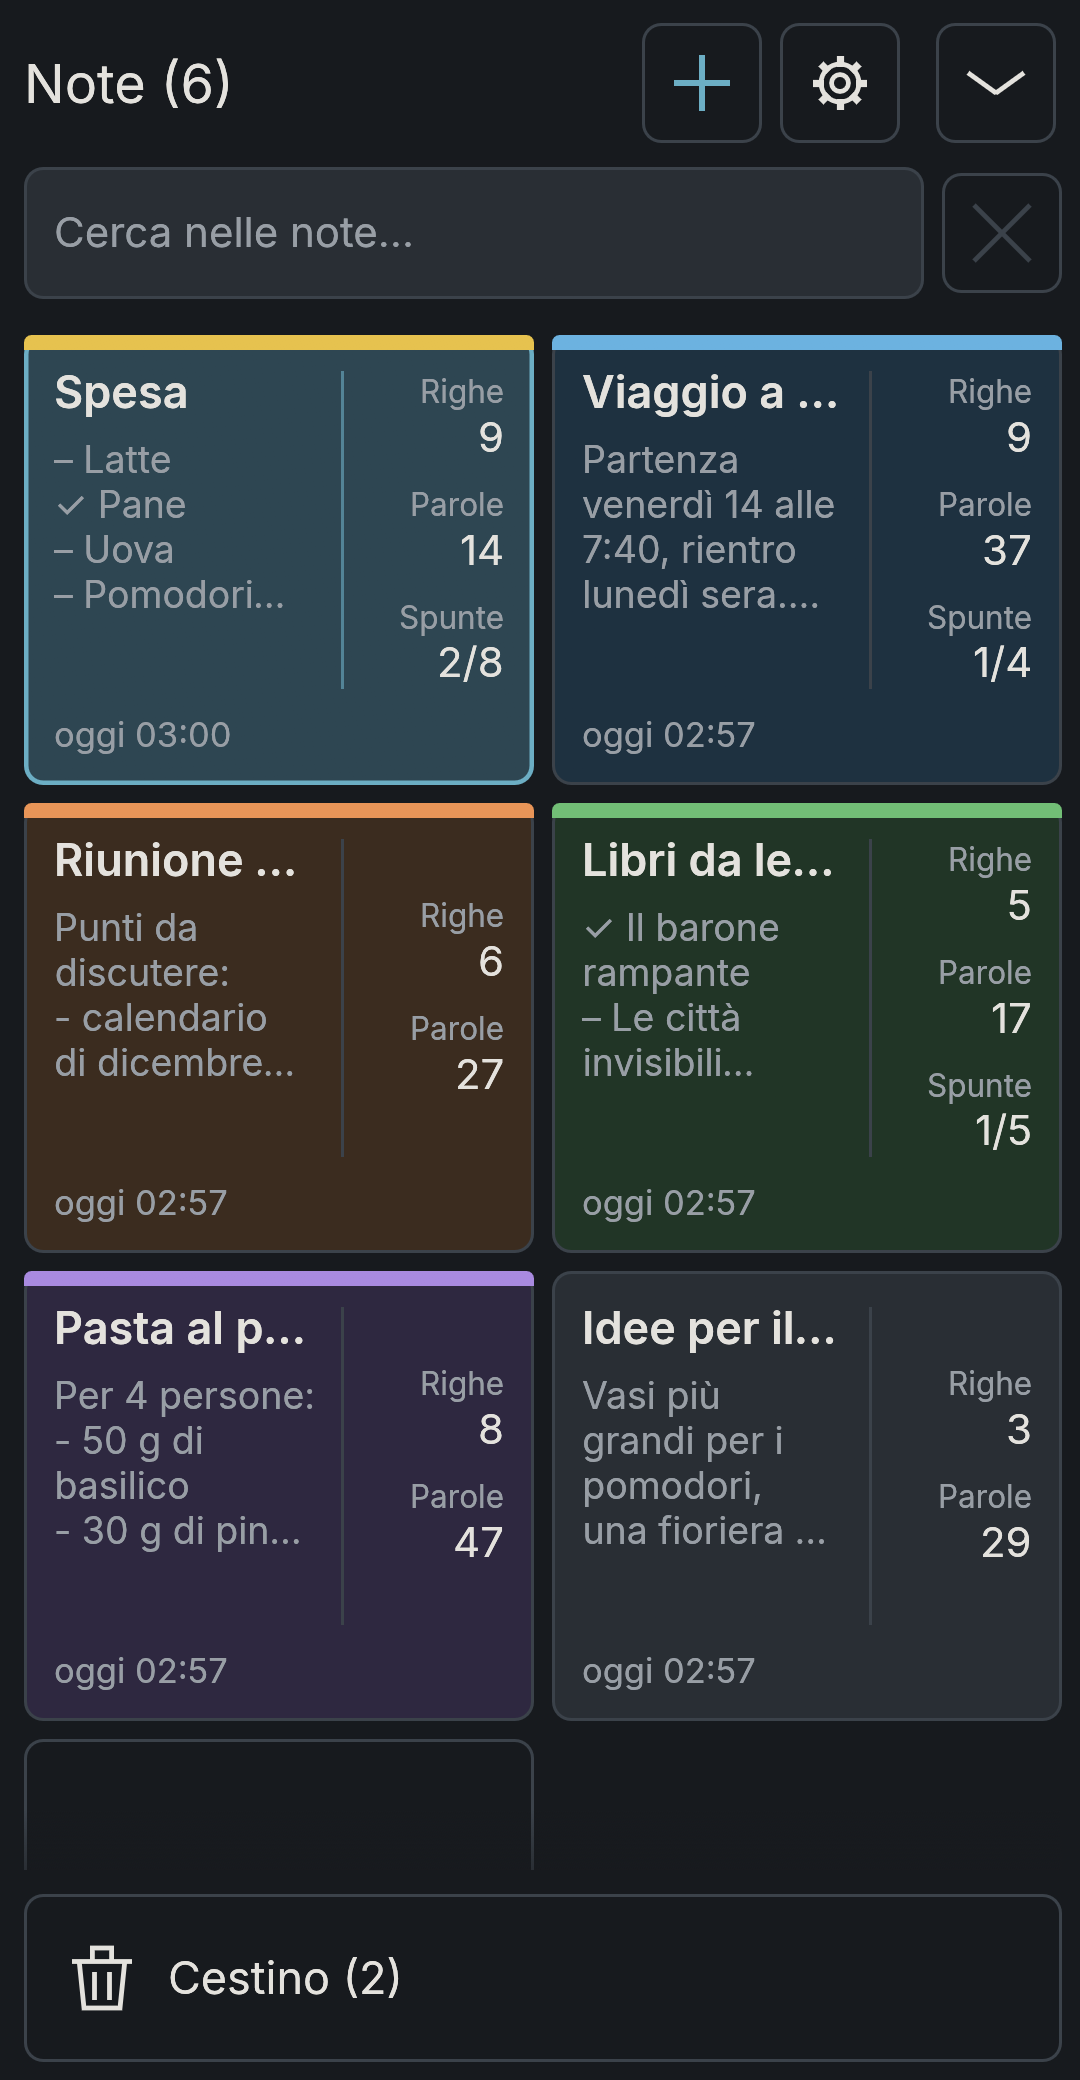 Note (6)
Cerca nelle note...
Spesa
– Latte
✓ Pane
– Uova
– Pomodori...
Righe
9
Parole
14
Spunte
2/8
oggi 03:00
Viaggio a ...
Partenza
venerdì 14 alle
7:40, rientro
lunedì sera....
Righe
9
Parole
37
Spunte
1/4
oggi 02:57
Riunione ...
Punti da
discutere:
- calendario
di dicembre...
Righe
6
Parole
27
oggi 02:57
Libri da le...
✓ Il barone
rampante
– Le città
invisibili...
Righe
5
Parole
17
Spunte
1/5
oggi 02:57
Pasta al p...
Per 4 persone:
- 50 g di
basilico
- 30 g di pin...
Righe
8
Parole
47
oggi 02:57
Idee per il...
Vasi più
grandi per i
pomodori,
una fioriera ...
Righe
3
Parole
29
oggi 02:57
Cestino (2)